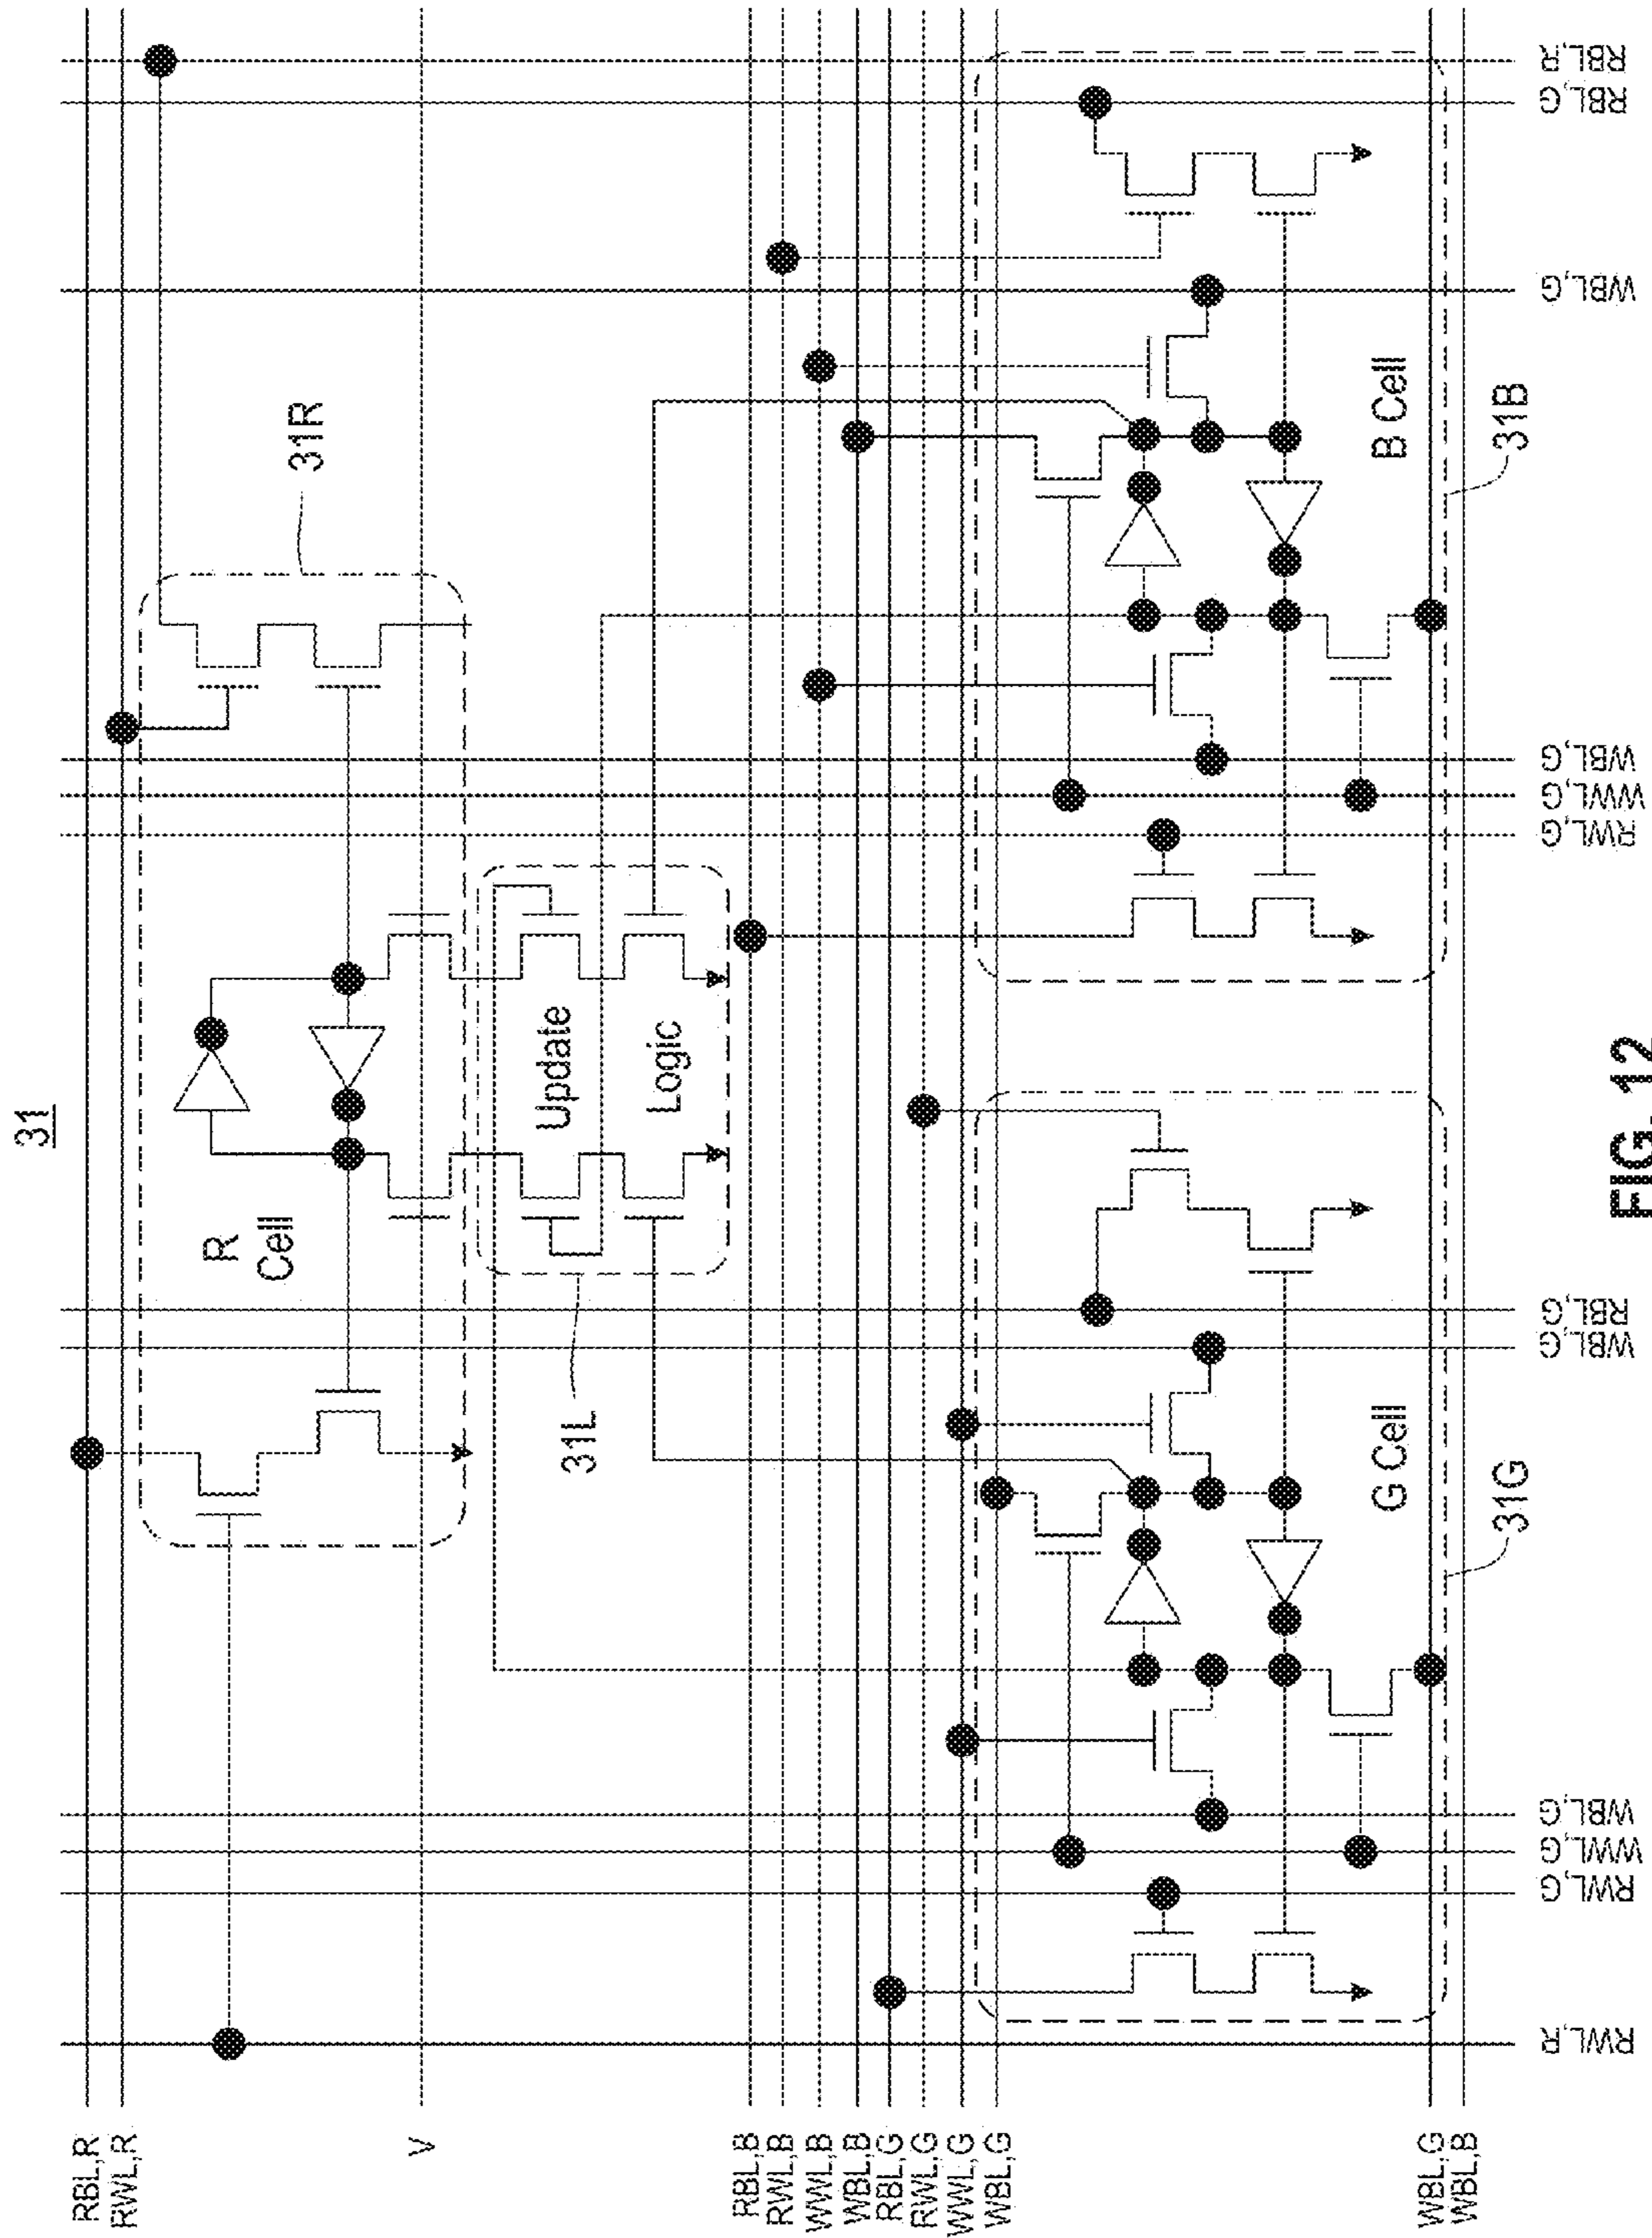 31
31R
R
Cell
Update
Logic
31L
B Cell
31B
G Cell
31G
RBL,R
RWL,R
V
RBL,B
RWL,B
WWL,B
WBL,B
RBL,G
RWL,G
WWL,G
WBL,G
WBL,G
WBL,B
RWL,R
RWL,G
WWL,G
WBL,G
WBL,G
RBL,G
RWL,G
WWL,G
WBL,G
WBL,G
RBL,G
RBL,R
FIG. 12